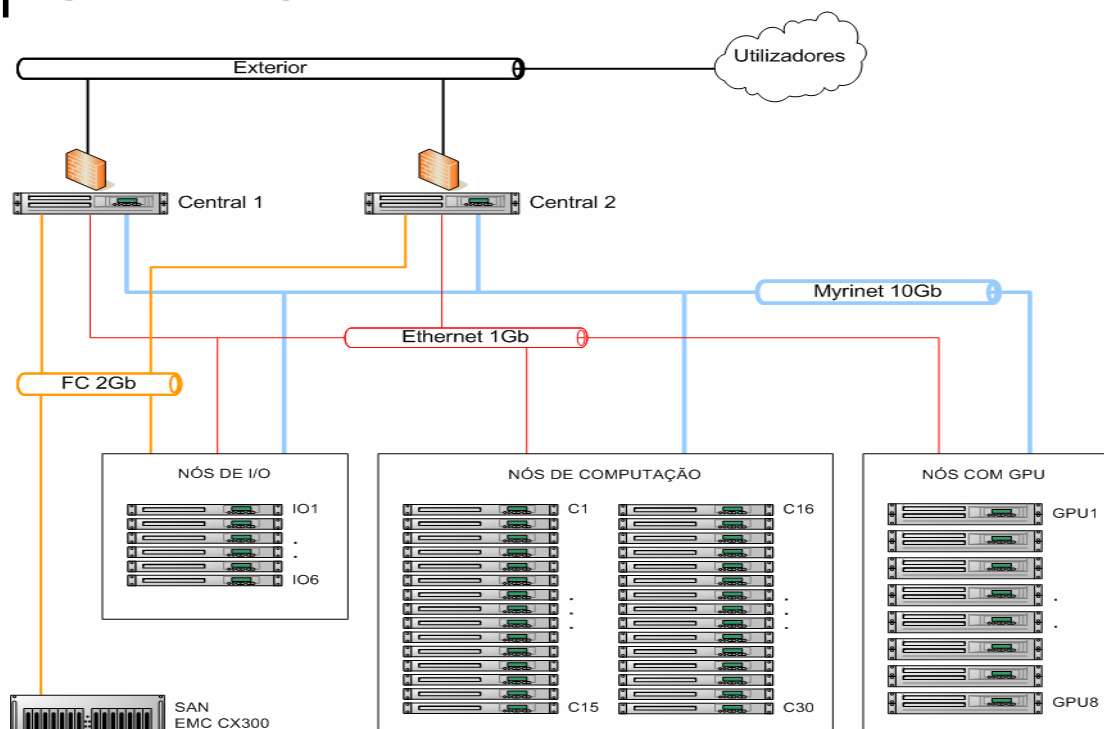 Utilizadores
Exterior
Central 1
Central 2
Myrinet 10Gb
Ethernet 1Gb
FC 2Gb
NÓS DE I/O
NÓS DE COMPUTAÇÃO
NÓS COM GPU
IO1
C1
C16
GPU1
.
.
.
.
.
.
IO6
.
.
.
.
.
.
C15
C30
GPU8
SAN
EMC CX300